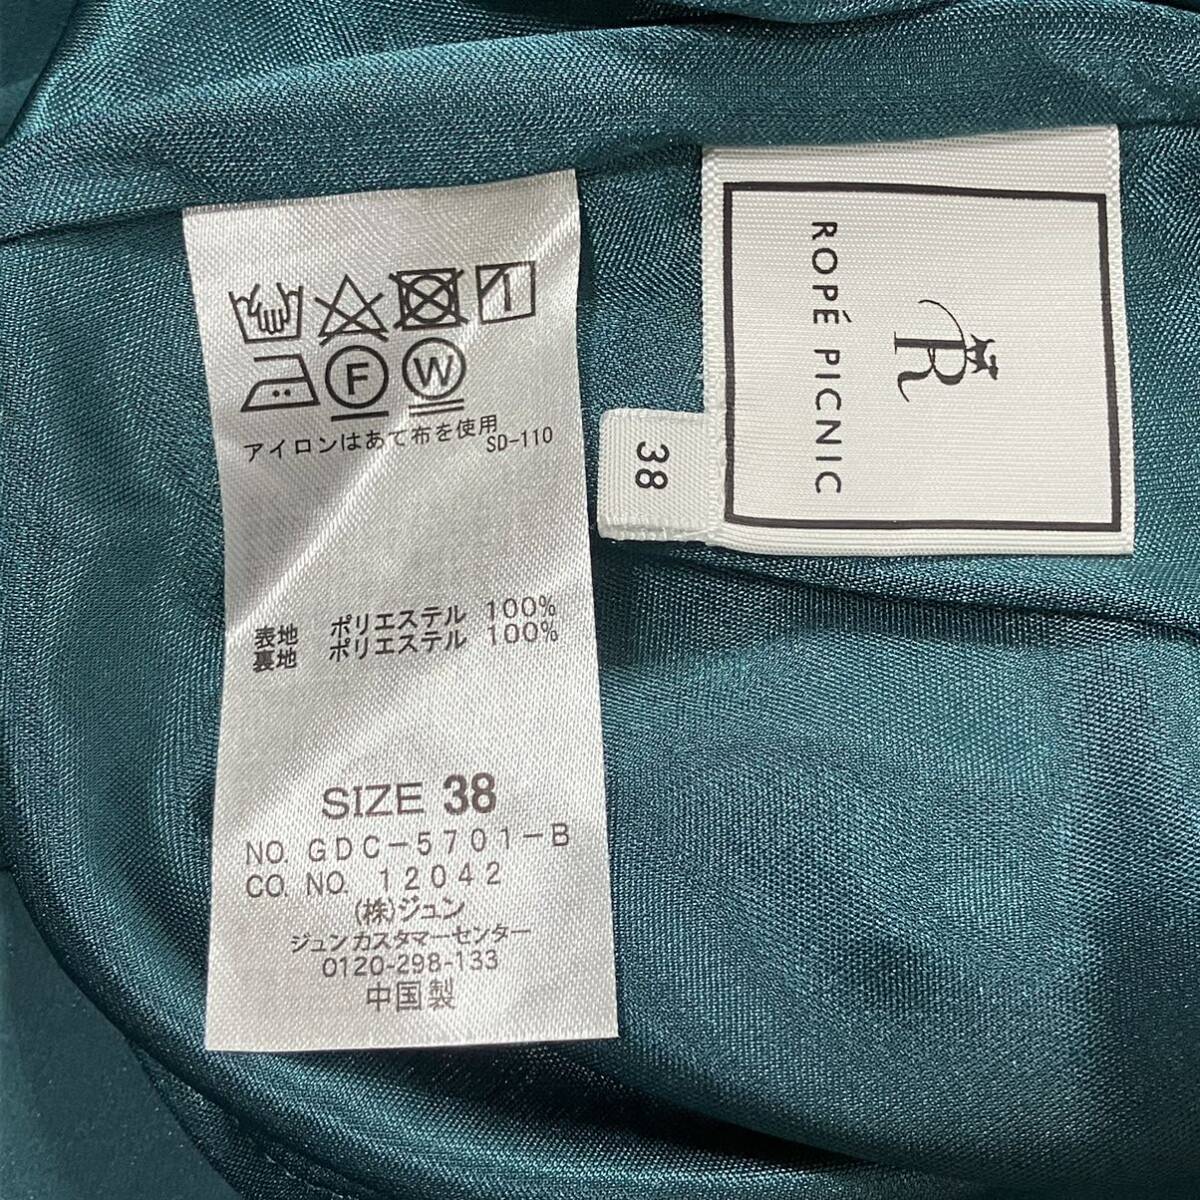 F W
アイロンはあて布を使用
SD-110
表地 ポリエステル 100%
裏地 ポリエステル 100%
SIZE 38
NO. GDC-5701-B
CO. NO. 12042
(株)ジュン
ジュンカスタマーセンター
0120-298-133
中国製
R
ROPÉ PICNIC
38